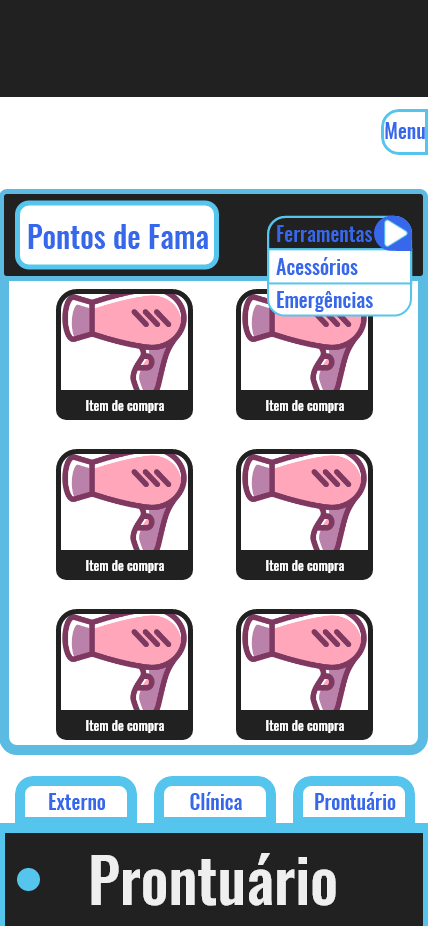 Menu
Pontos de Fama
Ferramentas
Acessórios
Emergências
Item de compra
Item de compra
Item de compra
Item de compra
Item de compra
Item de compra
Externo
Clínica
Prontuário
Prontuário